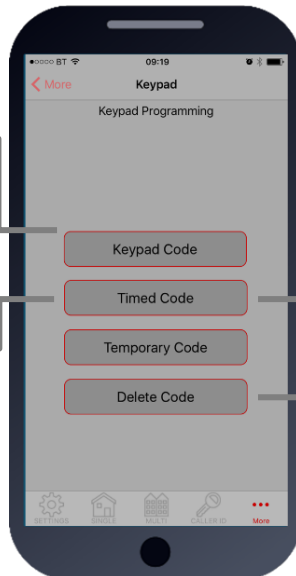 BT 09:19
More Keypad
Keypad Programming
Keypad Code
Timed Code
Temporary Code
Delete Code
SETTINGS SINGLE MULTI CALLER ID More